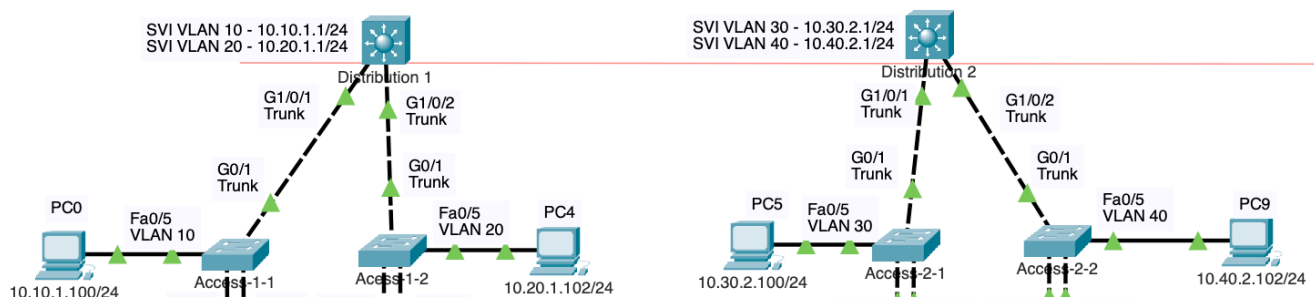 SVI VLAN 10 - 10.10.1.1/24
SVI VLAN 20 - 10.20.1.1/24
Distribution 1
G1/0/1
Trunk
G1/0/2
Trunk
G0/1
Trunk
G0/1
Trunk
PC0
Fa0/5
VLAN 10
Access-1-1
10.10.1.100/24
Fa0/5
VLAN 20
PC4
Access-1-2
10.20.1.102/24
SVI VLAN 30 - 10.30.2.1/24
SVI VLAN 40 - 10.40.2.1/24
Distribution 2
G1/0/1
Trunk
G1/0/2
Trunk
G0/1
Trunk
G0/1
Trunk
PC5
Fa0/5
VLAN 30
Access-2-1
10.30.2.100/24
Fa0/5
VLAN 40
PC9
Access-2-2
10.40.2.102/24